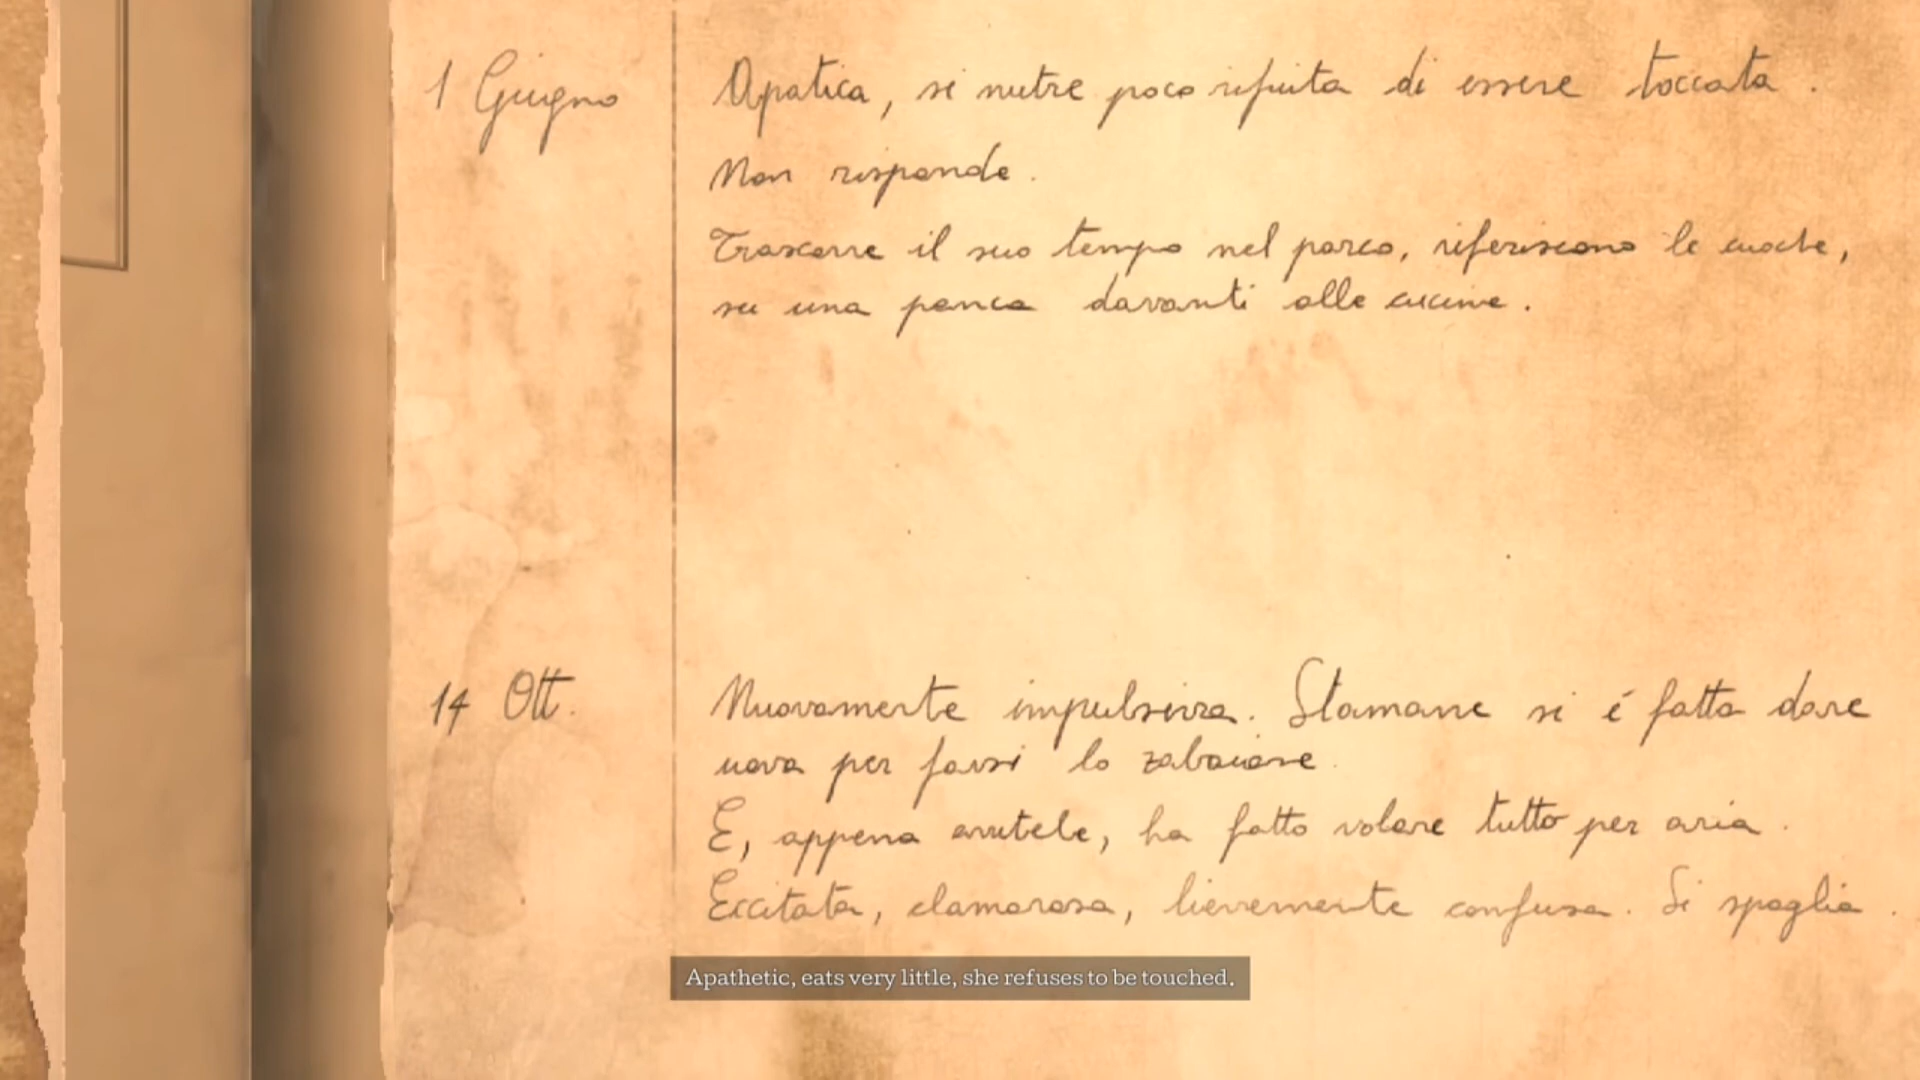 1 Giugno
Apatica, si nutre poco rifiuta di essere toccata.
Non risponde.
Trascorre il suo tempo nel parco, riferiscono le cuoche,
su una panca davanti alle cucine.
14 Ott.
Nuovamente impulsiva. Stamane si é fatta dare
uova per farsi lo zabaione.
E, appena avutele, ha fatto volare tutto per aria.
Eccitata, clamorosa, lievemente confusa. Si spoglia.
Apathetic, eats very little, she refuses to be touched.